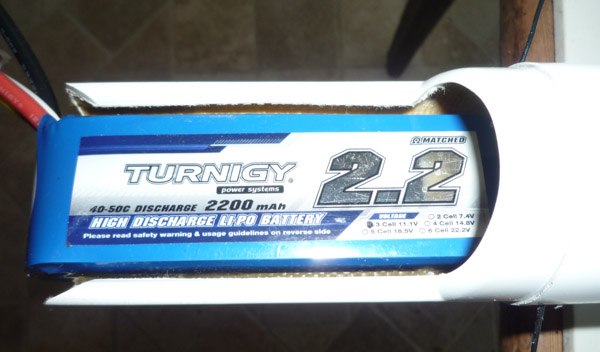 ΩMATCHED
TURNIGY
power systems
2.2
40-50C DISCHARGE 2200 mAh
HIGH DISCHARGE LI-PO BATTERY
Please read safety warning & usage guidelines on reverse side
VOLTAGE
2 Cell 7.4V
3 Cell 11.1V 4 Cell 14.8V
5 Cell 18.5V 6 Cell 22.2V